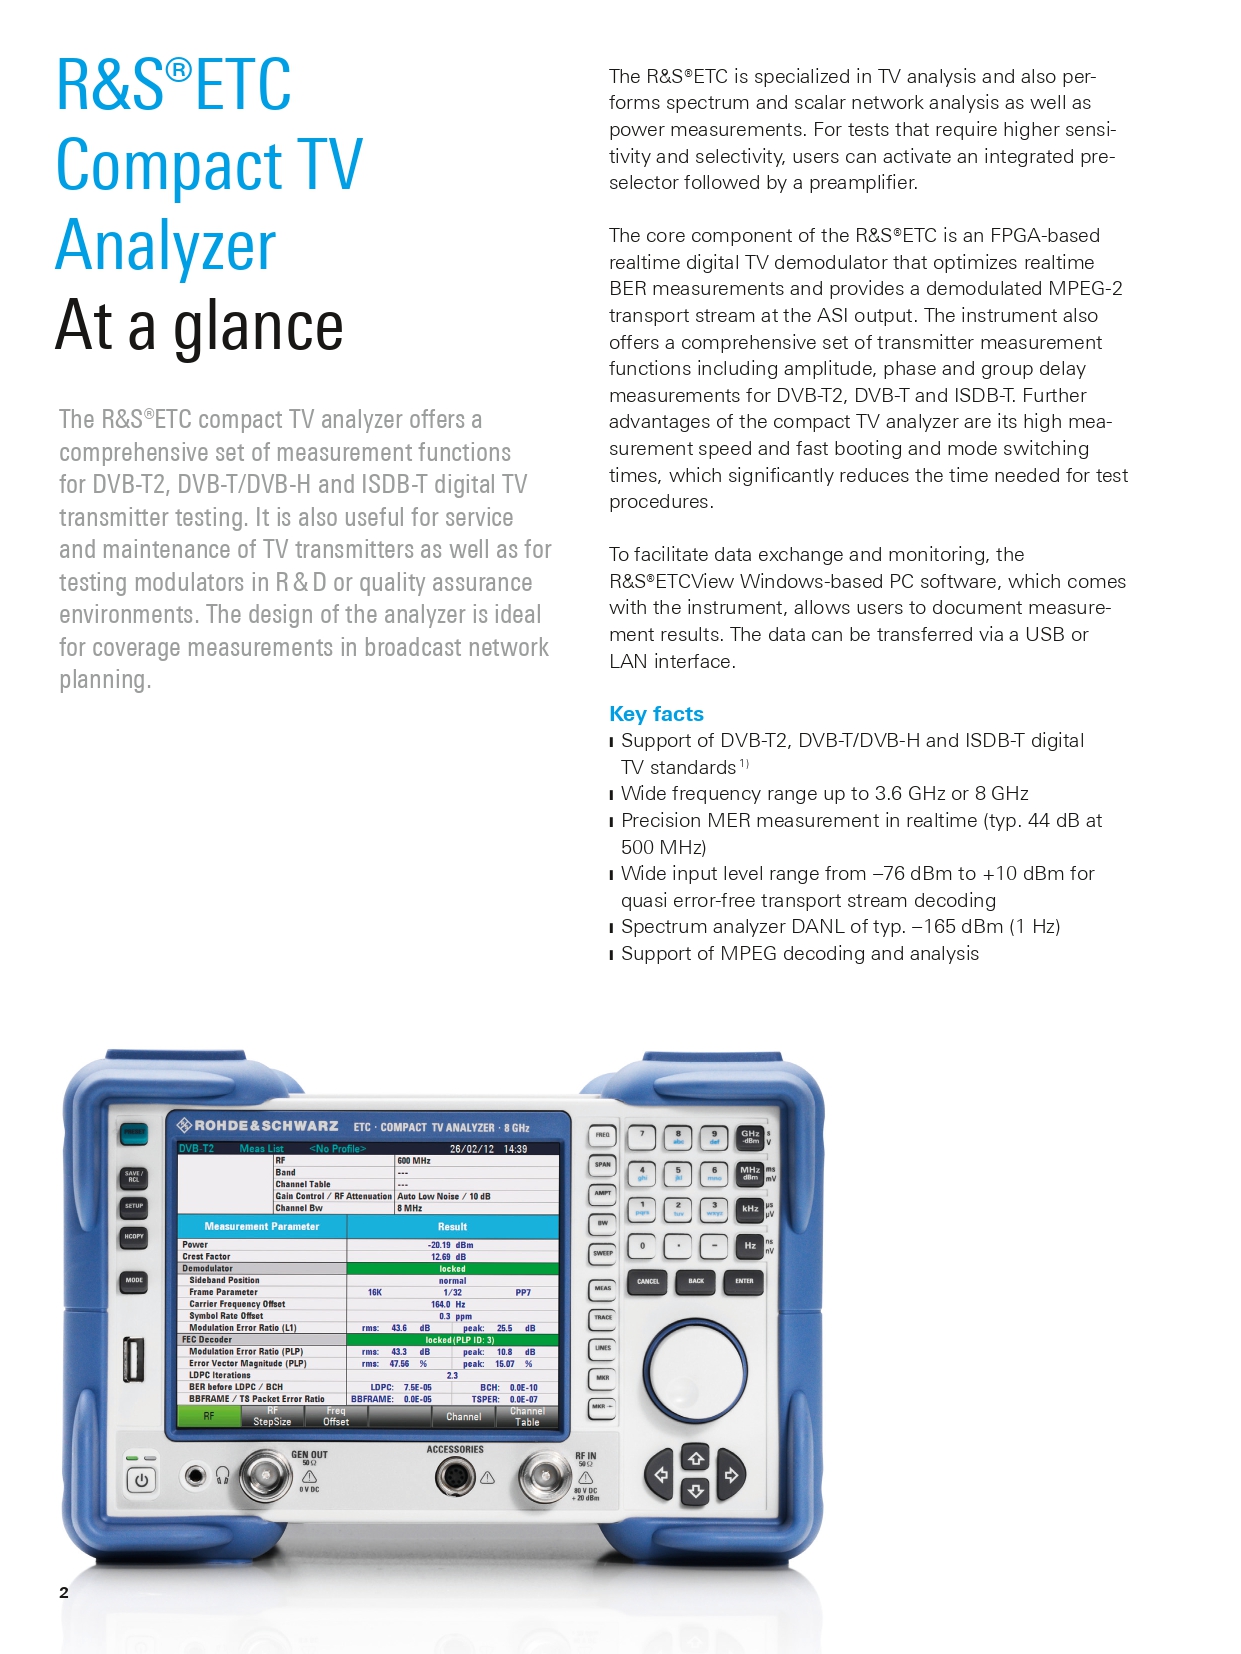 R&S®ETC
Compact TV
Analyzer
At a glance
The R&S®ETC compact TV analyzer offers a
comprehensive set of measurement functions
for DVB-T2, DVB-T/DVB-H and ISDB-T digital TV
transmitter testing. It is also useful for service
and maintenance of TV transmitters as well as for
testing modulators in R & D or quality assurance
environments. The design of the analyzer is ideal
for coverage measurements in broadcast network
planning.
The R&S®ETC is specialized in TV analysis and also per-
forms spectrum and scalar network analysis as well as
power measurements. For tests that require higher sensi-
tivity and selectivity, users can activate an integrated pre-
selector followed by a preamplifier.
The core component of the R&S®ETC is an FPGA-based
realtime digital TV demodulator that optimizes realtime
BER measurements and provides a demodulated MPEG-2
transport stream at the ASI output. The instrument also
offers a comprehensive set of transmitter measurement
functions including amplitude, phase and group delay
measurements for DVB-T2, DVB-T and ISDB-T. Further
advantages of the compact TV analyzer are its high mea-
surement speed and fast booting and mode switching
times, which significantly reduces the time needed for test
procedures.
To facilitate data exchange and monitoring, the
R&S®ETCView Windows-based PC software, which comes
with the instrument, allows users to document measure-
ment results. The data can be transferred via a USB or
LAN interface.
Key facts
Support of DVB-T2, DVB-T/DVB-H and ISDB-T digital
TV standards 1)
Wide frequency range up to 3.6 GHz or 8 GHz
Precision MER measurement in realtime (typ. 44 dB at
500 MHz)
Wide input level range from –76 dBm to +10 dBm for
quasi error-free transport stream decoding
Spectrum analyzer DANL of typ. –165 dBm (1 Hz)
Support of MPEG decoding and analysis
ROHDE&SCHWARZ ETC · COMPACT TV ANALYZER · 8 GHz
DVB-T2 Meas List <No Profile> 26/02/12 14:39
RF 600 MHz
Band ---
Channel Table ---
Gain Control / RF Attenuation Auto Low Noise / 10 dB
Channel Bw 8 MHz
Measurement Parameter Result
Power -20.19 dBm
Crest Factor 12.69 dB
Demodulator locked
Sideband Position normal
Frame Parameter 16K 1/32 PP7
Carrier Frequency Offset 164.0 Hz
Symbol Rate Offset 0.3 ppm
Modulation Error Ratio (L1) rms: 43.6 dB peak: 25.5 dB
FEC Decoder locked(PLP ID: 3)
Modulation Error Ratio (PLP) rms: 43.3 dB peak: 10.8 dB
Error Vector Magnitude (PLP) rms: 47.56 % peak: 15.07 %
LDPC Iterations 2.3
BER before LDPC / BCH LDPC: 7.5E-05 BCH: 0.0E-10
BBFRAME / TS Packet Error Ratio BBFRAME: 0.0E-05 TSPER: 0.0E-07
RF
RF StepSize
Freq Offset
Channel
Channel Table
PRESET
SAVE / RCL
SETUP
HCOPY
MODE
FREQ
SPAN
AMPT
BW
SWEEP
MEAS
TRACE
LINES
MKR
MKR→
7 8 9 GHz s
def -dBm V
4 5 6 MHz ms
ghi jkl mno dBm mV
1 2 3 kHz µs
pqrs tuv wxyz µV
0 . – Hz ns
nV
CANCEL BACK ENTER
GEN OUT
50 Ω
0 V DC
ACCESSORIES
RF IN
50 Ω
80 V DC
+ 20 dBm
2